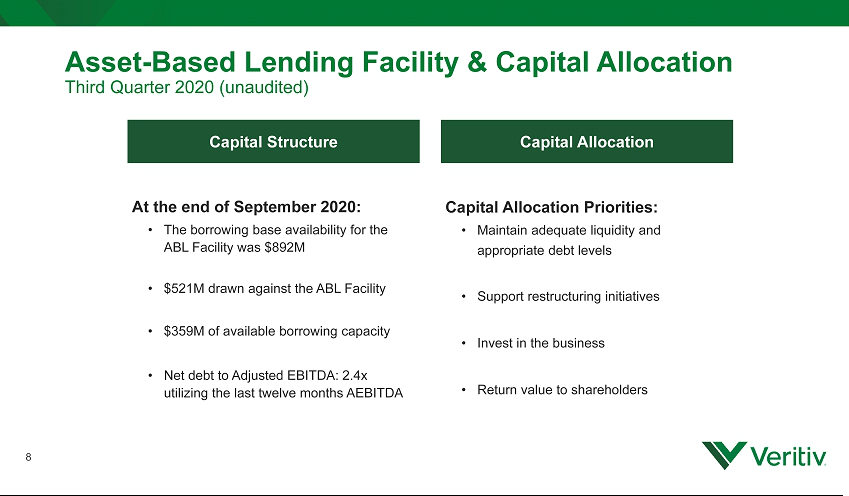 Asset-Based Lending Facility & Capital Allocation
Third Quarter 2020 (unaudited)
Capital Structure
At the end of September 2020:
• The borrowing base availability for the
ABL Facility was $892M
• $521M drawn against the ABL Facility
• $359M of available borrowing capacity
• Net debt to Adjusted EBITDA: 2.4x
utilizing the last twelve months AEBITDA
Capital Allocation
Capital Allocation Priorities:
• Maintain adequate liquidity and
appropriate debt levels
• Support restructuring initiatives
• Invest in the business
• Return value to shareholders
8
Veritiv